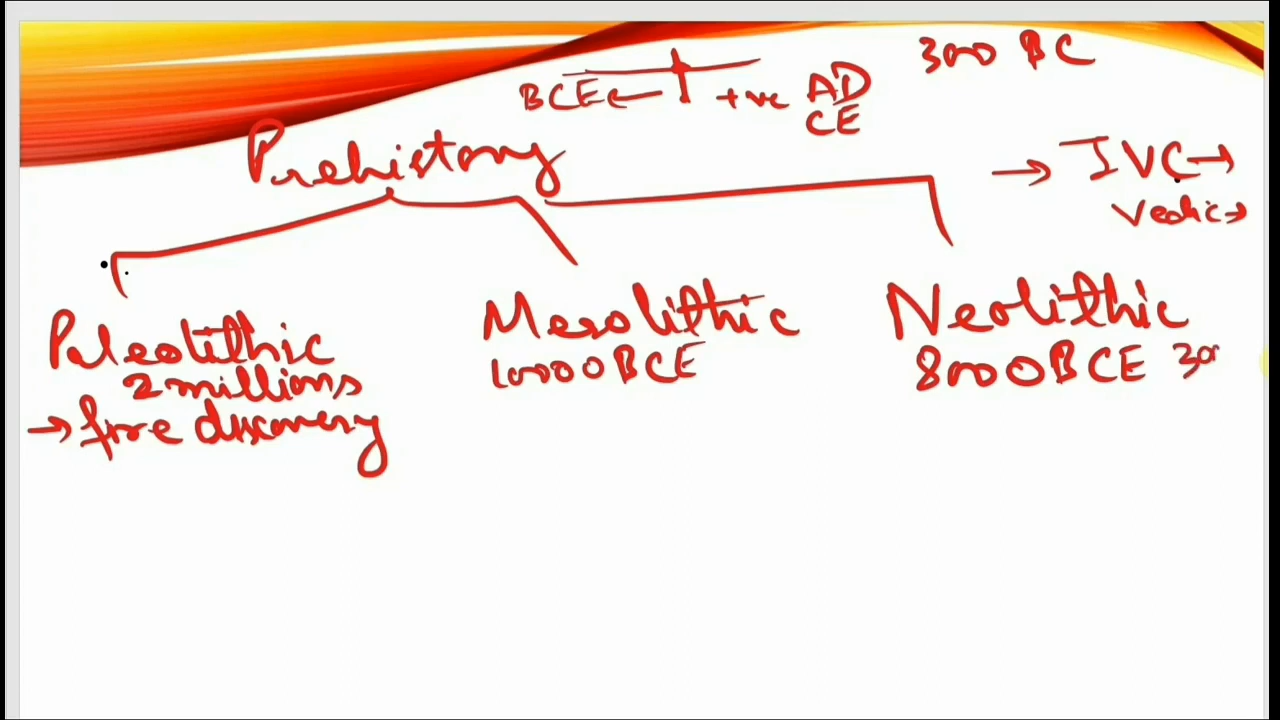 300 BC
BCE ← +ve AD
CE
Prehistory
→ IVC →
Vedic →
Paleolithic
2 millions
→ fire discovery
Mesolithic
10000 BCE
Neolithic
8000 BCE 300